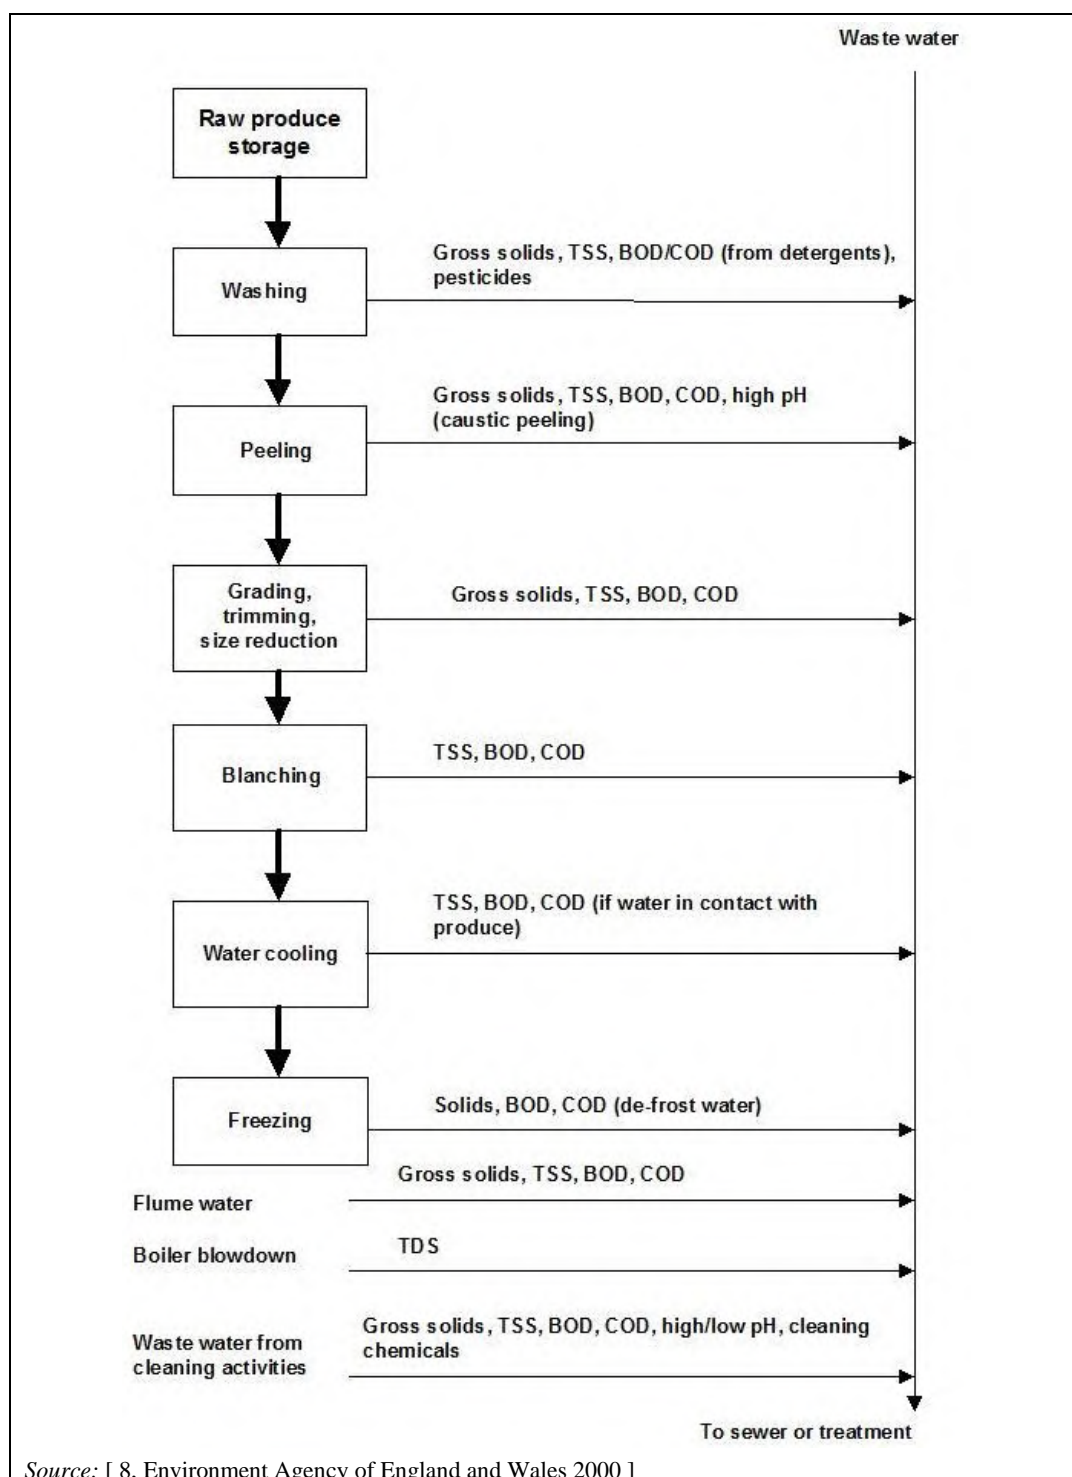 Waste water
Raw produce
storage
Gross solids, TSS, BOD/COD (from detergents),
pesticides
Washing
Gross solids, TSS, BOD, COD, high pH
(caustic peeling)
Peeling
Grading,
trimming,
size reduction
Gross solids, TSS, BOD, COD
TSS, BOD, COD
Blanching
TSS, BOD, COD (if water in contact with
produce)
Water cooling
Solids, BOD, COD (de-frost water)
Freezing
Gross solids, TSS, BOD, COD
Flume water
TDS
Boiler blowdown
Gross solids, TSS, BOD, COD, high/low pH, cleaning
chemicals
Waste water from
cleaning activities
To sewer or treatment
Source: [ 8, Environment Agency of England and Wales 2000 ]